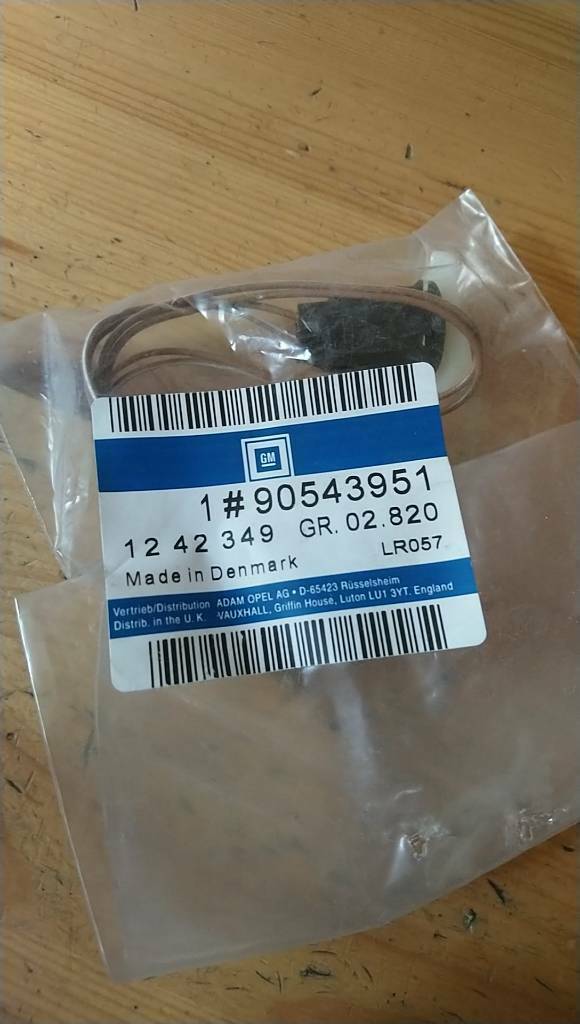 GM
1#90543951
12 42 349 GR. 02.820
Made in Denmark LR057
Vertrieb/Distribution ADAM OPEL AG • D-65423 Rüsselsheim
Distrib. in the U. K. VAUXHALL, Griffin House, Luton LU1 3YT. England